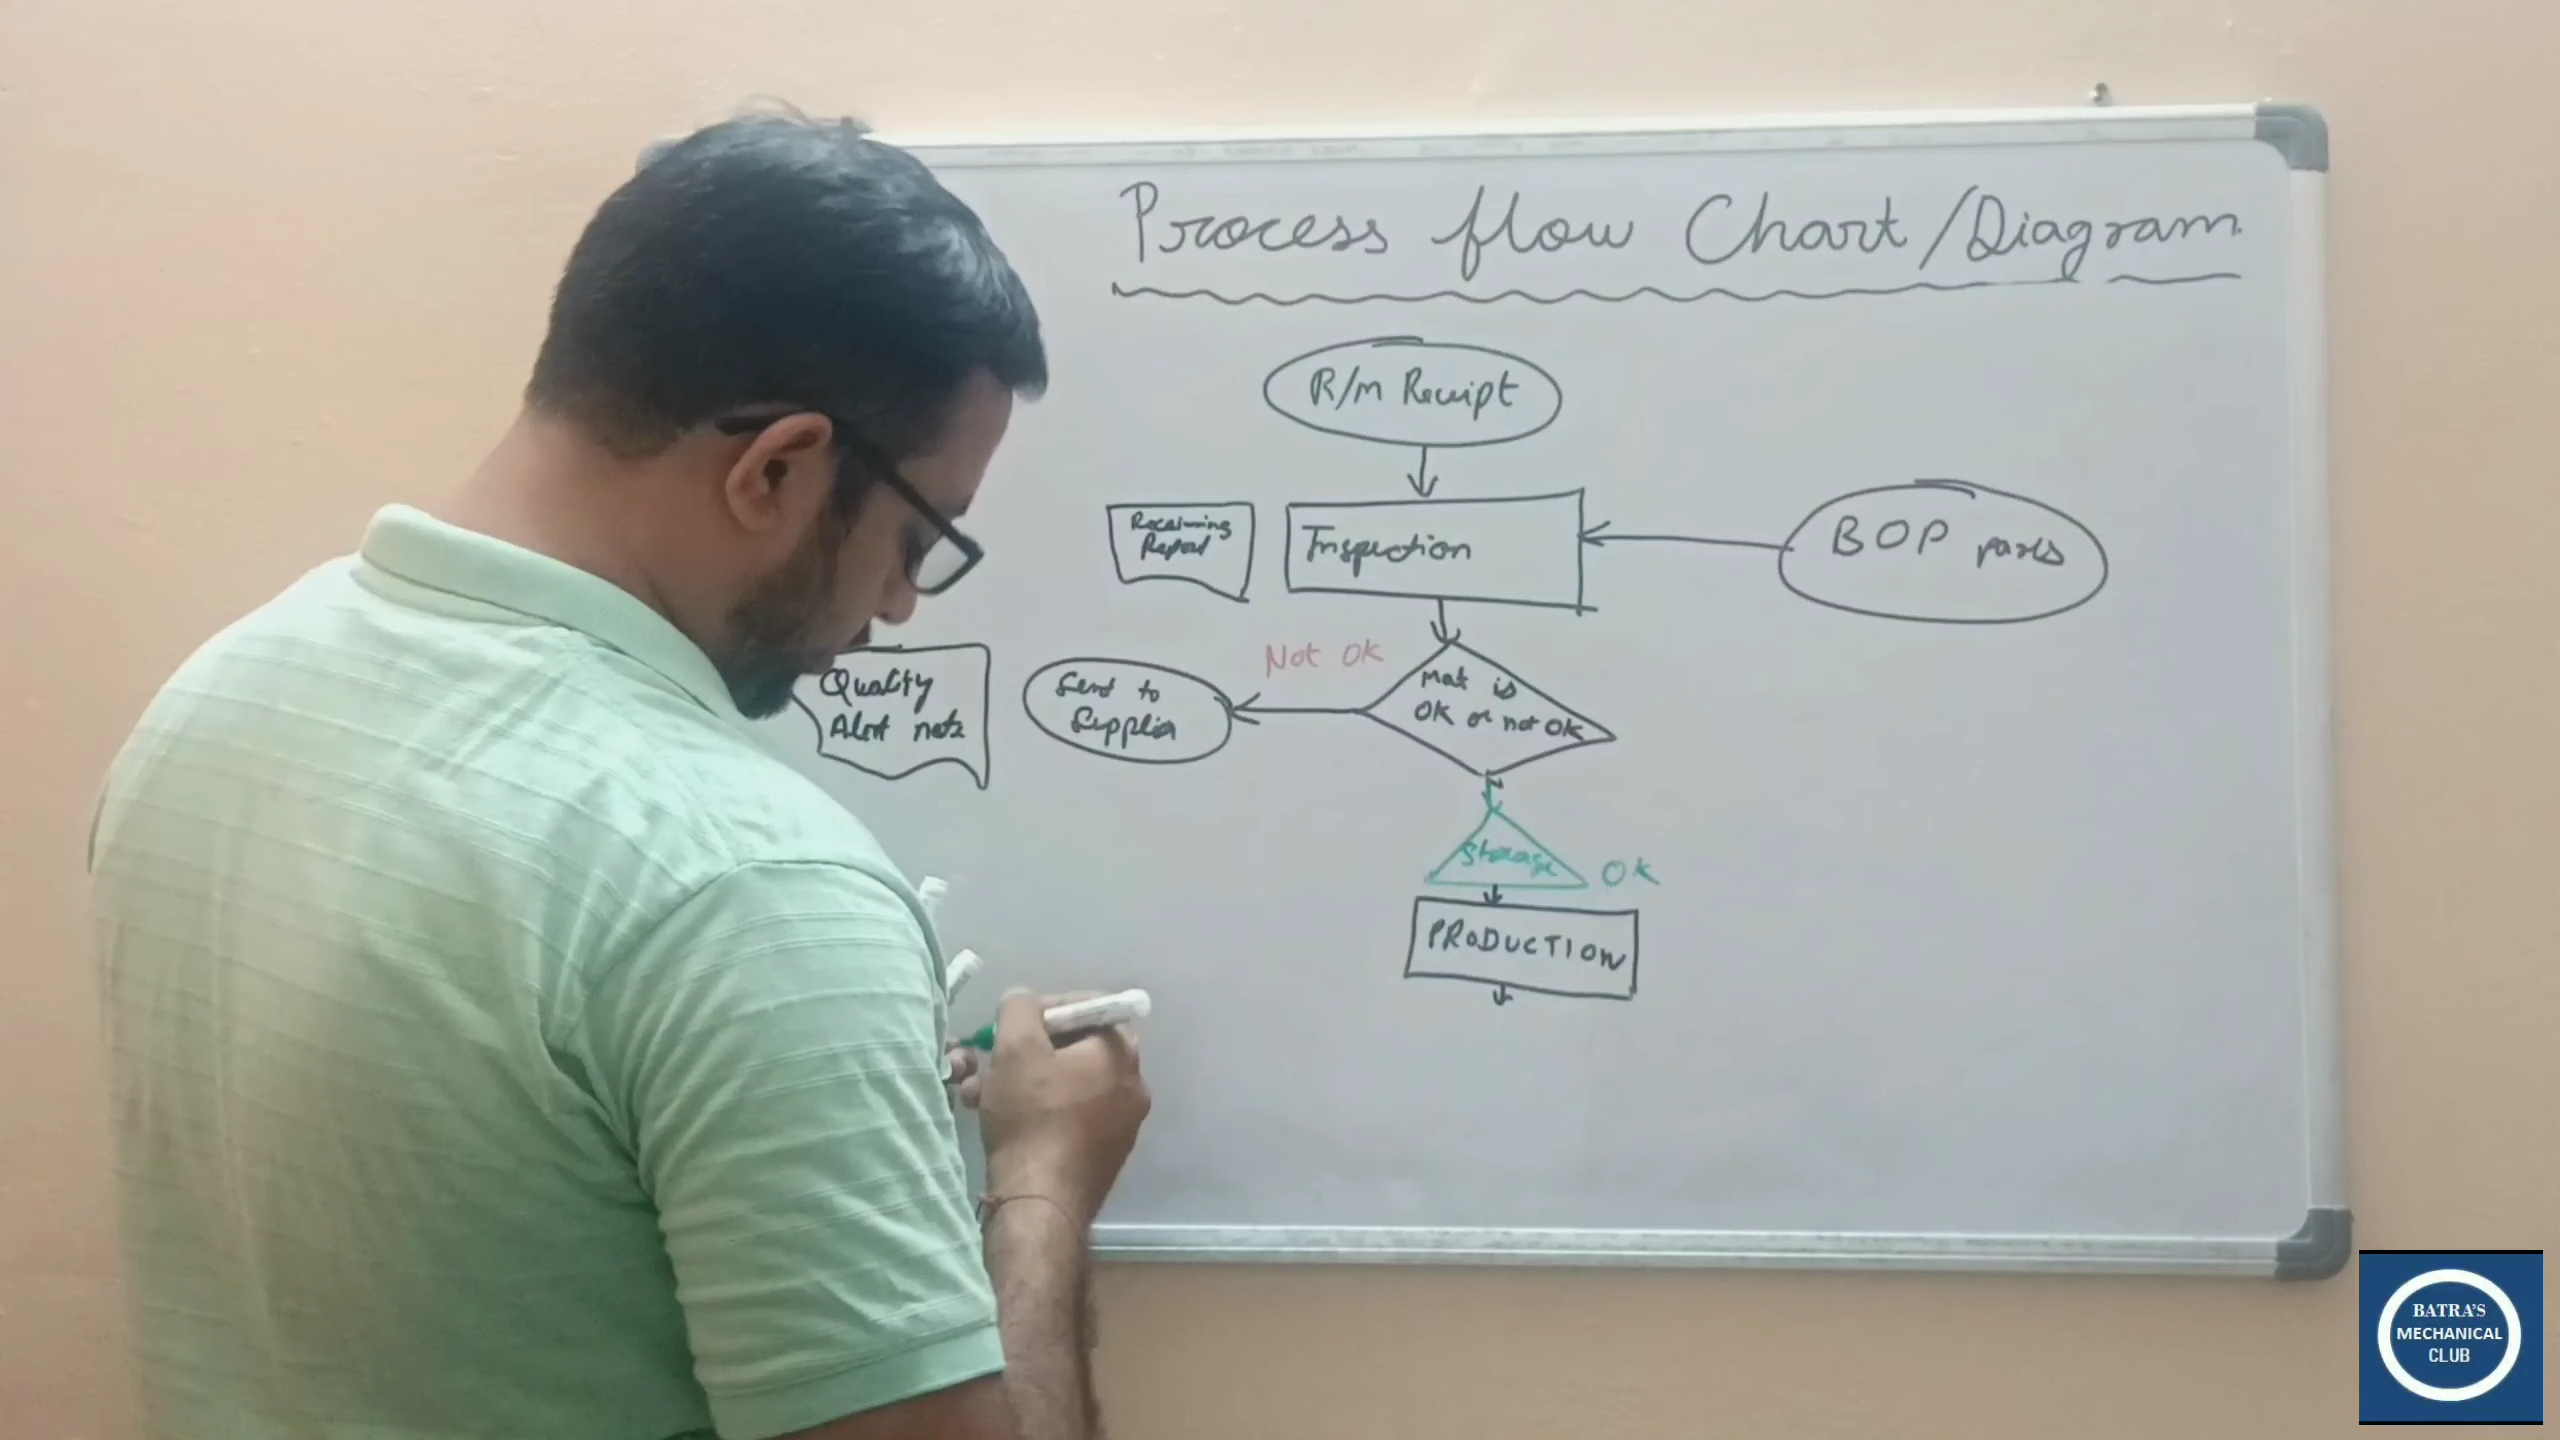 Process flow Chart/Diagram
R/m Receipt
Receiving
Report
Inspection
BOP parts
Not OK
Quality
Alert note
Send to
Supplier
Mat is
OK or not OK
Storage
OK
PRODUCTION
BATRA'S
MECHANICAL
CLUB